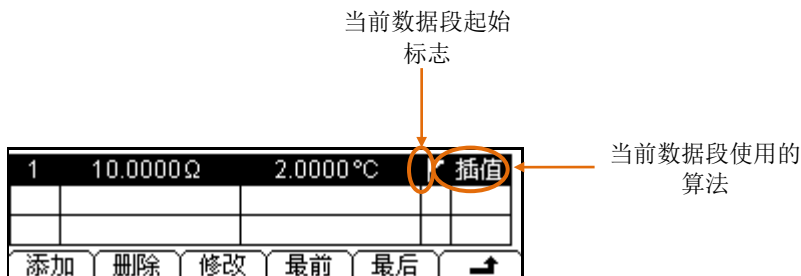 当前数据段起始
标志
1 10.0000Ω 2.0000℃ 插值
当前数据段使用的
算法
添加 删除 修改 最前 最后